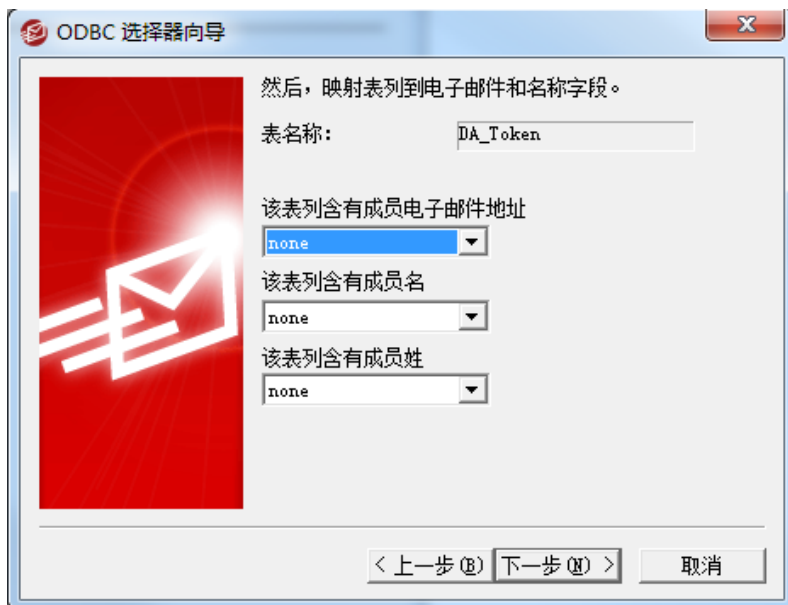 ODBC 选择器向导
然后，映射表列到电子邮件和名称字段。
表名称： DA_Token
该表列含有成员电子邮件地址
none
该表列含有成员名
none
该表列含有成员姓
none
< 上一步(B) 下一步(N) > 取消